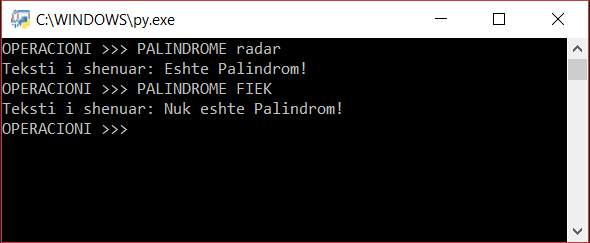 C:\WINDOWS\py.exe
OPERACIONI >>> PALINDROME radar
Teksti i shenuar: Eshte Palindrom!
OPERACIONI >>> PALINDROME FIEK
Teksti i shenuar: Nuk eshte Palindrom!
OPERACIONI >>>